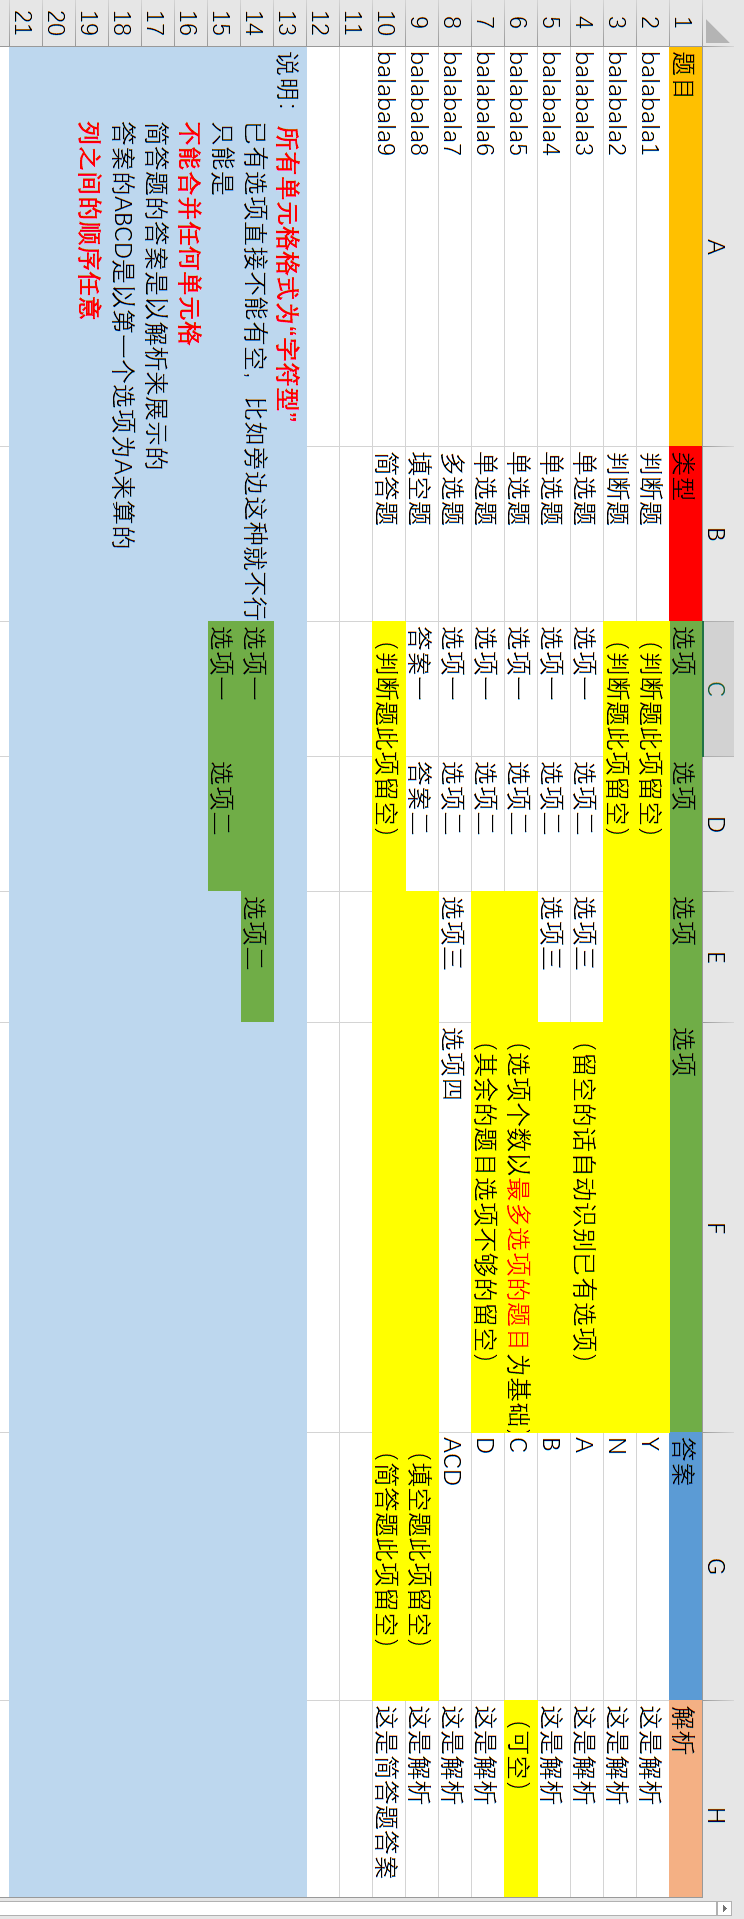 A B C D E F G H
1 题目 类型 选项 选项 选项 选项 答案 解析
2 balabala1 判断题 （判断题此项留空） Y 这是解析
3 balabala2 判断题 （判断题此项留空） N 这是解析
4 balabala3 单选题 选项一 选项二 选项三 （留空的话自动识别已有选项） A 这是解析
5 balabala4 单选题 选项一 选项二 选项三 B 这是解析
6 balabala5 单选题 选项一 选项二 （选项个数以最多选项的题目为基础, C （可空）
7 balabala6 单选题 选项一 选项二 （其余的题目选项不够的留空） D 这是解析
8 balabala7 多选题 选项一 选项二 选项三 选项四 ACD 这是解析
9 balabala8 填空题 答案一 答案二 （填空题此项留空） 这是解析
10 balabala9 简答题 （判断题此项留空） （简答题此项留空） 这是简答题答案
11
12
13 说明： 所有单元格格式为“字符型”
14 已有选项直接不能有空，比如旁边这种就不行 选项一 选项二
15 只能是 选项一 选项二
16 不能合并任何单元格
17 简答题的答案是以解析来展示的
18 答案的ABCD是以第一个选项为A来算的
19 列之间的顺序任意
20
21